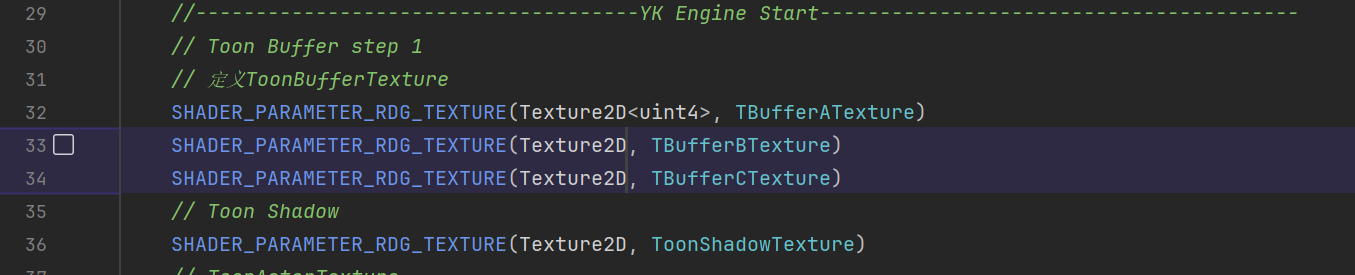 29 //-------------------------------------YK Engine Start----------------------------------------
30 // Toon Buffer step 1
31 // 定义ToonBufferTexture
32 SHADER_PARAMETER_RDG_TEXTURE(Texture2D<uint4>, TBufferATexture)
33 SHADER_PARAMETER_RDG_TEXTURE(Texture2D, TBufferBTexture)
34 SHADER_PARAMETER_RDG_TEXTURE(Texture2D, TBufferCTexture)
35 // Toon Shadow
36 SHADER_PARAMETER_RDG_TEXTURE(Texture2D, ToonShadowTexture)